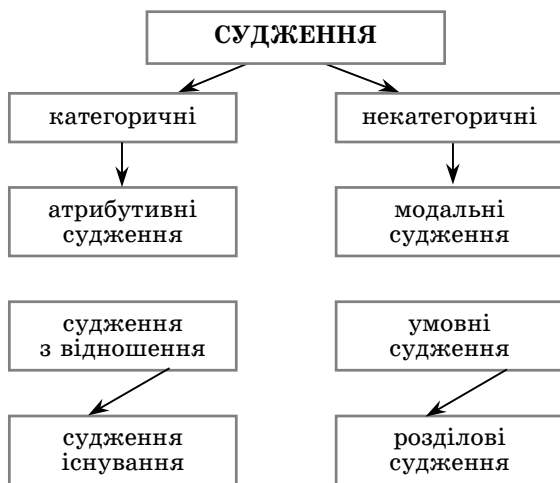 СУДЖЕННЯ
категоричні
некатегоричні
атрибутивні
судження
модальні
судження
судження
з відношення
умовні
судження
судження
існування
розділові
судження